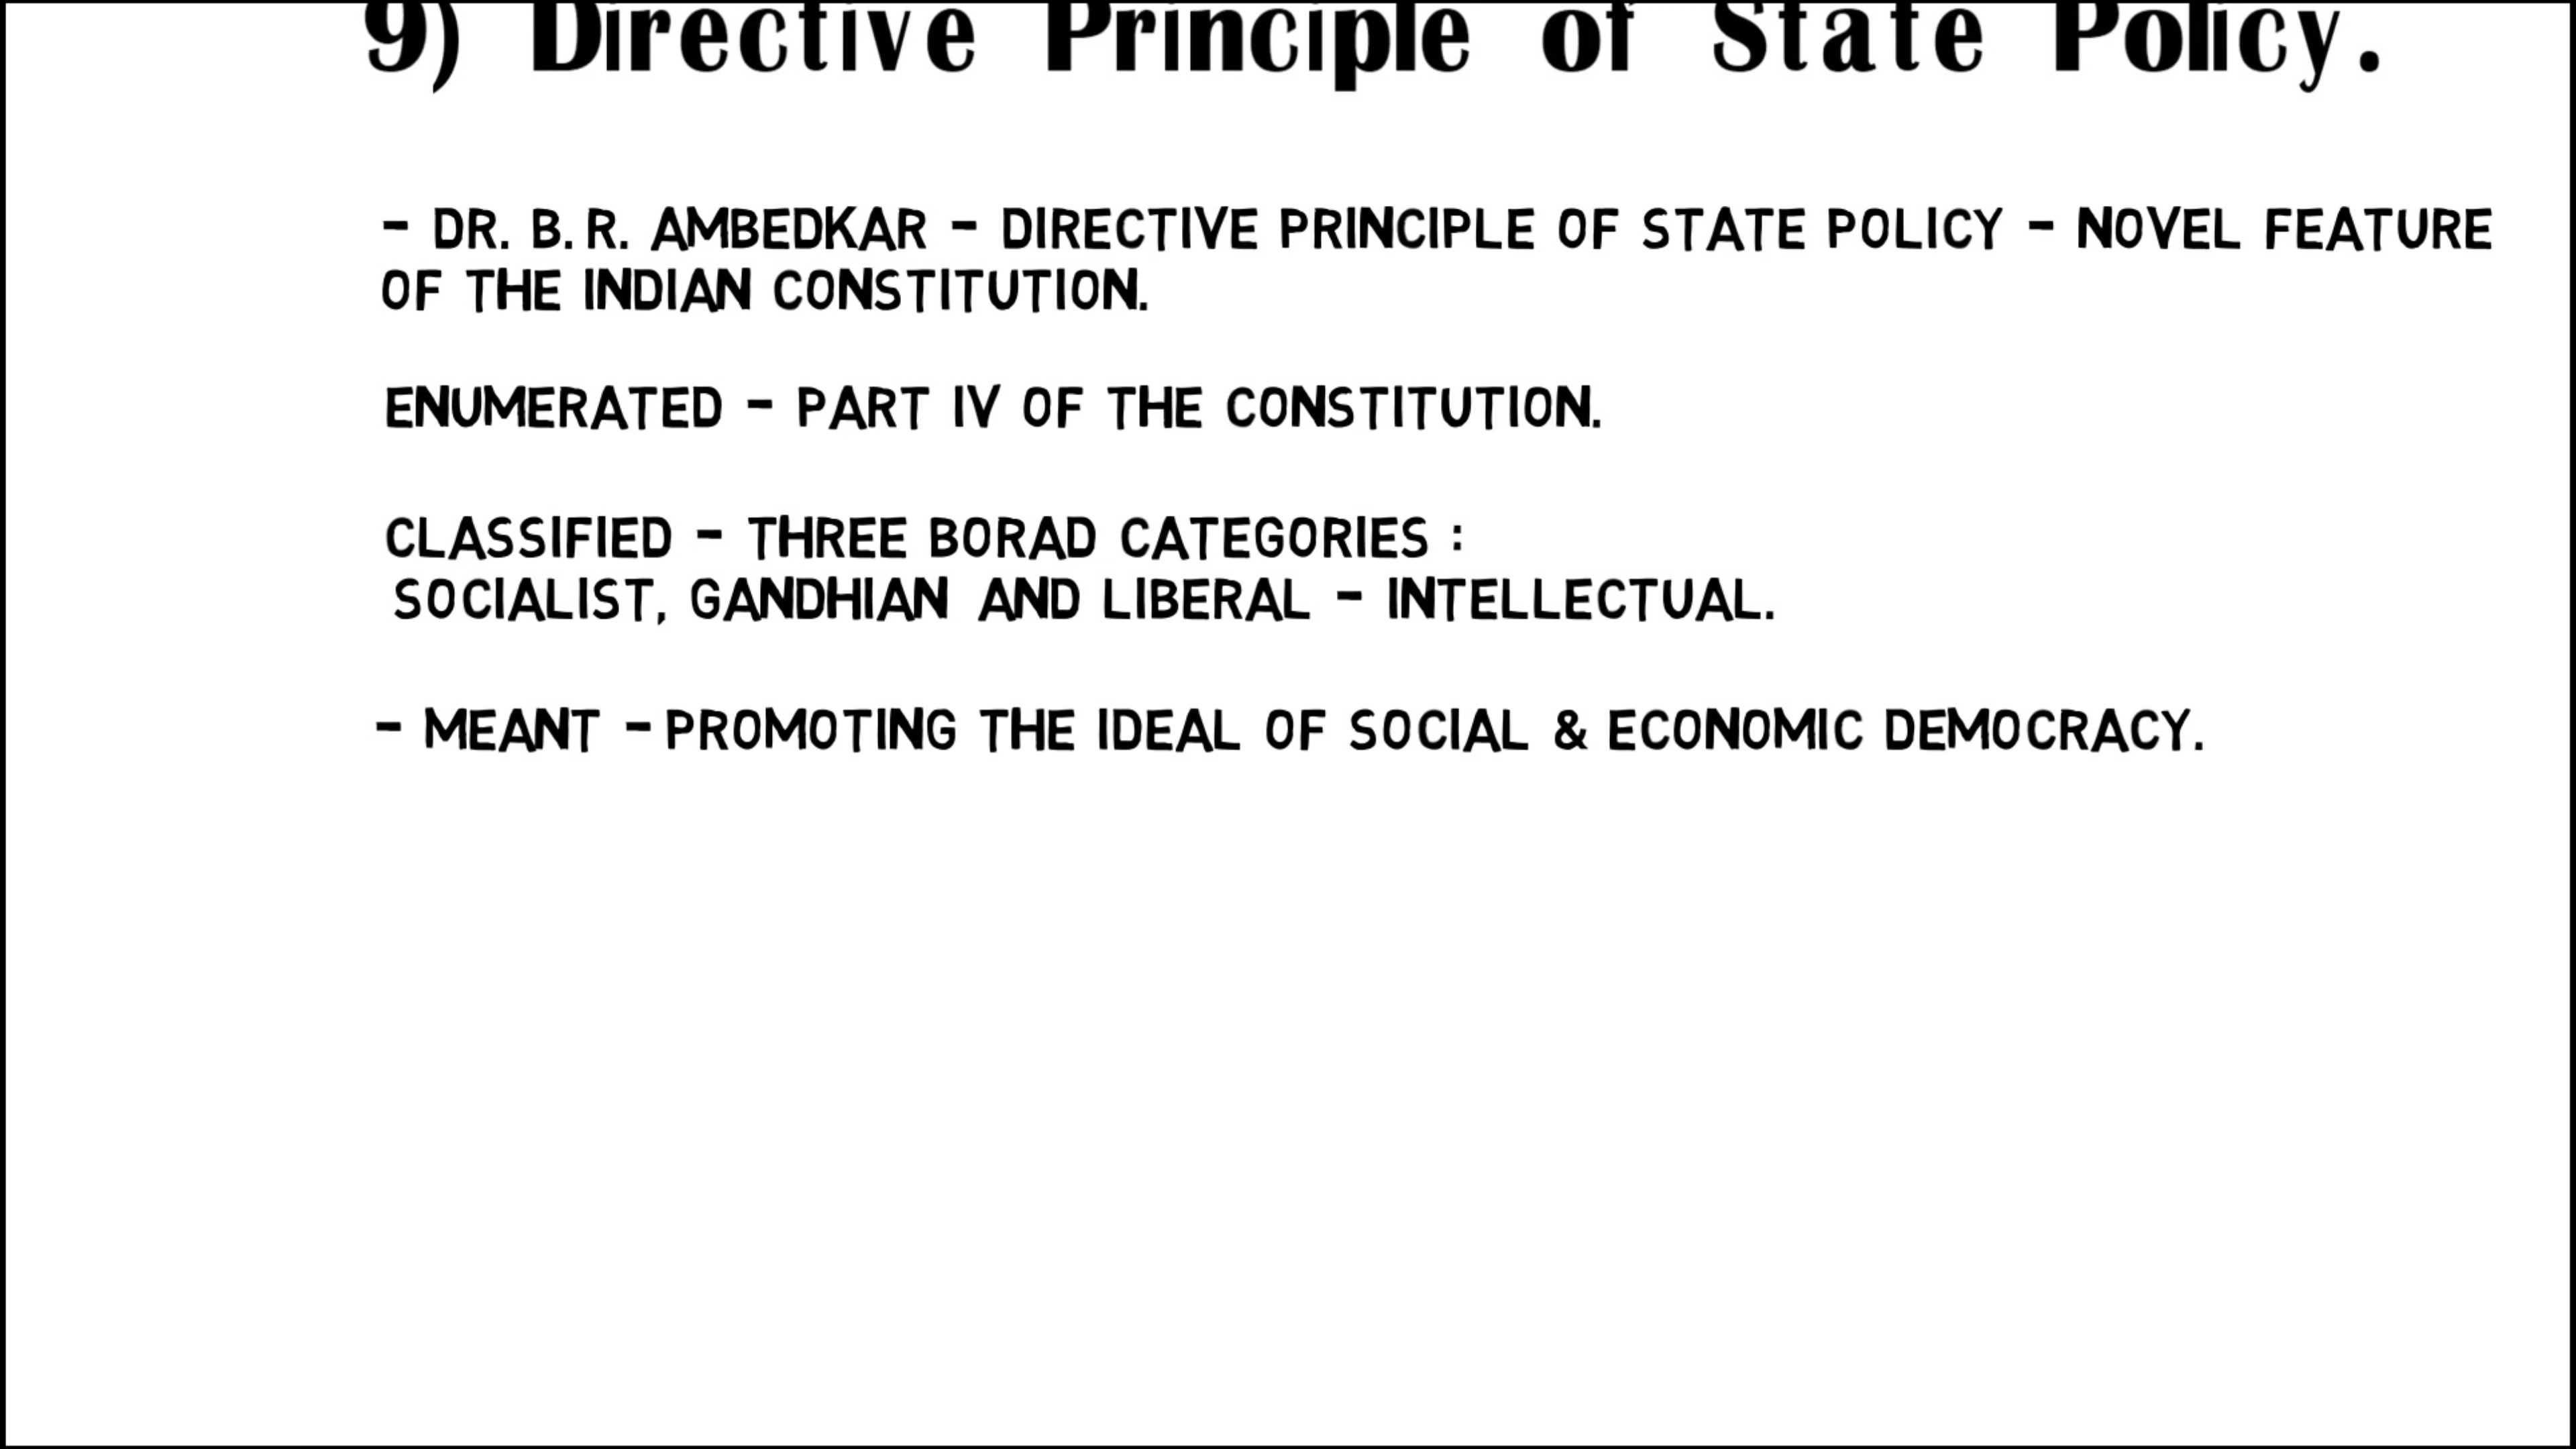 9) Directive Principle of State Policy.
- DR. B. R. AMBEDKAR - DIRECTIVE PRINCIPLE OF STATE POLICY - NOVEL FEATURE
OF THE INDIAN CONSTITUTION.
ENUMERATED - PART IV OF THE CONSTITUTION.
CLASSIFIED - THREE BORAD CATEGORIES :
SOCIALIST, GANDHIAN AND LIBERAL - INTELLECTUAL.
- MEANT - PROMOTING THE IDEAL OF SOCIAL & ECONOMIC DEMOCRACY.